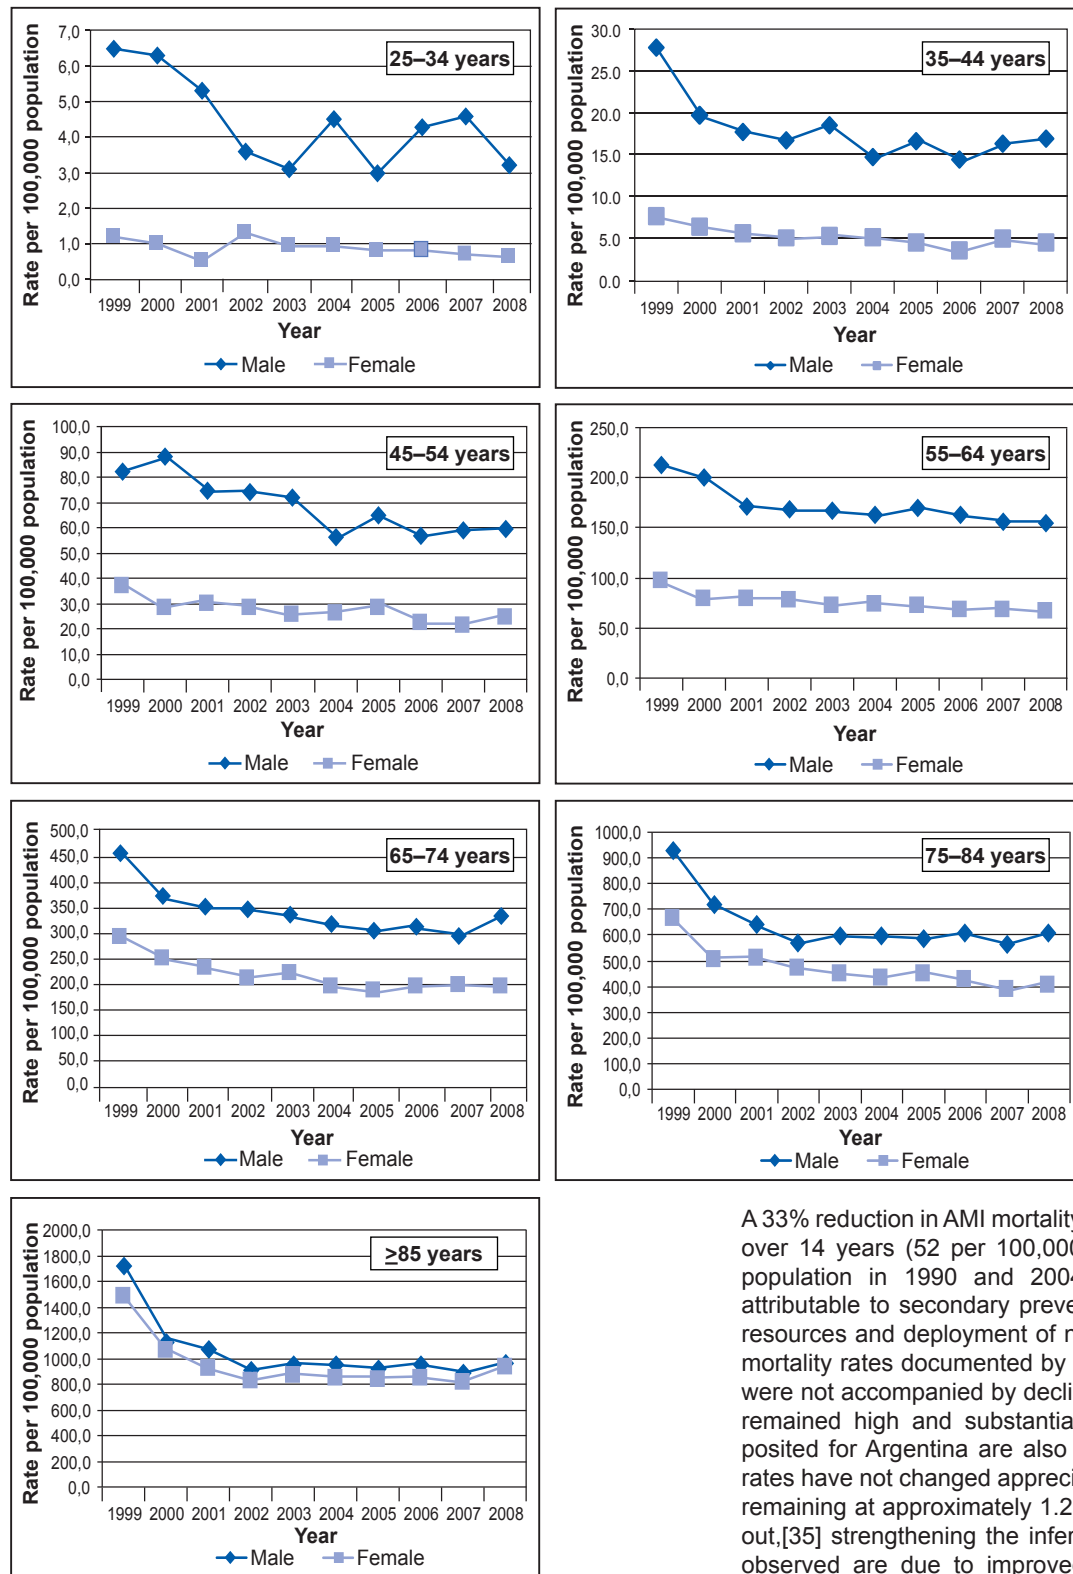 7,0
6,0
5,0
4,0
3,0
2,0
1,0
0,0
Rate per 100,000 population
25–34 years
1999 2000 2001 2002 2003 2004 2005 2006 2007 2008
Year
Male Female
30.0
25.0
20.0
15.0
10.0
5.0
0.0
Rate per 100,000 population
35–44 years
1999 2000 2001 2002 2003 2004 2005 2006 2007 2008
Year
Male Female
100,0
90,0
80,0
70,0
60,0
50,0
40,0
30,0
20,0
10,0
0,0
Rate per 100,000 population
45–54 years
1999 2000 2001 2002 2003 2004 2005 2006 2007 2008
Year
Male Female
250,0
200,0
150,0
100,0
50,0
0,0
Rate per 100,000 population
55–64 years
1999 2000 2001 2002 2003 2004 2005 2006 2007 2008
Year
Male Female
500,0
450,0
400,0
350,0
300,0
250,0
200,0
150,0
100,0
50,0
0,0
Rate per 100,000 population
65–74 years
1999 2000 2001 2002 2003 2004 2005 2006 2007 2008
Year
Male Female
1000,0
900,0
800,0
700,0
600,0
500,0
400,0
300,0
200,0
100,0
0,0
Rate per 100,000 population
75–84 years
1999 2000 2001 2002 2003 2004 2005 2006 2007 2008
Year
Male Female
2000,0
1800,0
1600,0
1400,0
1200,0
1000,0
800,0
600,0
400,0
200,0
0,0
Rate per 100,000 population
≥85 years
1999 2000 2001 2002 2003 2004 2005 2006 2007 2008
Year
Male Female
A 33% reduction in AMI mortality
over 14 years (52 per 100,000
population in 1990 and 2004
attributable to secondary preve
resources and deployment of n
mortality rates documented by
were not accompanied by decli
remained high and substantia
posited for Argentina are also
rates have not changed appreci
remaining at approximately 1.2
out,[35] strengthening the infer
observed are due to improved